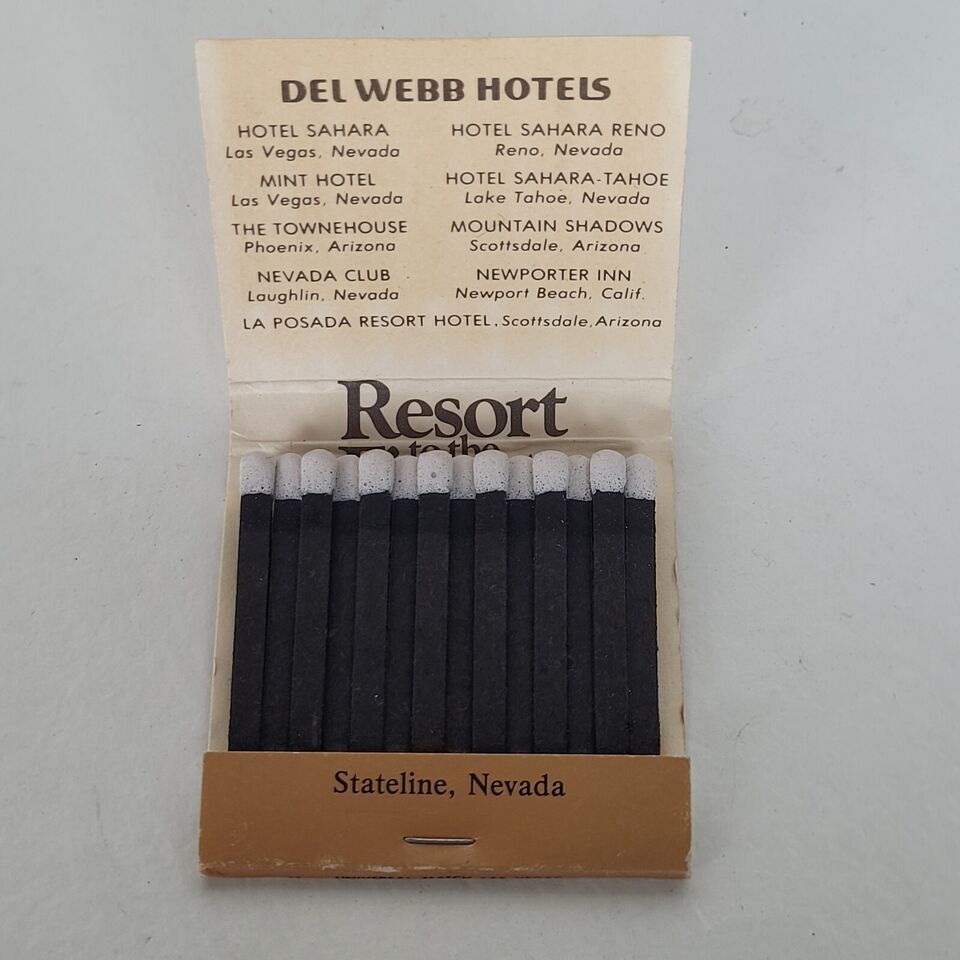 DEL WEBB HOTELS
HOTEL SAHARA
Las Vegas, Nevada
MINT HOTEL
Las Vegas, Nevada
THE TOWNEHOUSE
Phoenix, Arizona
NEVADA CLUB
Laughlin, Nevada
HOTEL SAHARA RENO
Reno, Nevada
HOTEL SAHARA-TAHOE
Lake Tahoe, Nevada
MOUNTAIN SHADOWS
Scottsdale, Arizona
NEWPORTER INN
Newport Beach, Calif.
LA POSADA RESORT HOTEL, Scottsdale, Arizona
Resort
to the
Stateline, Nevada